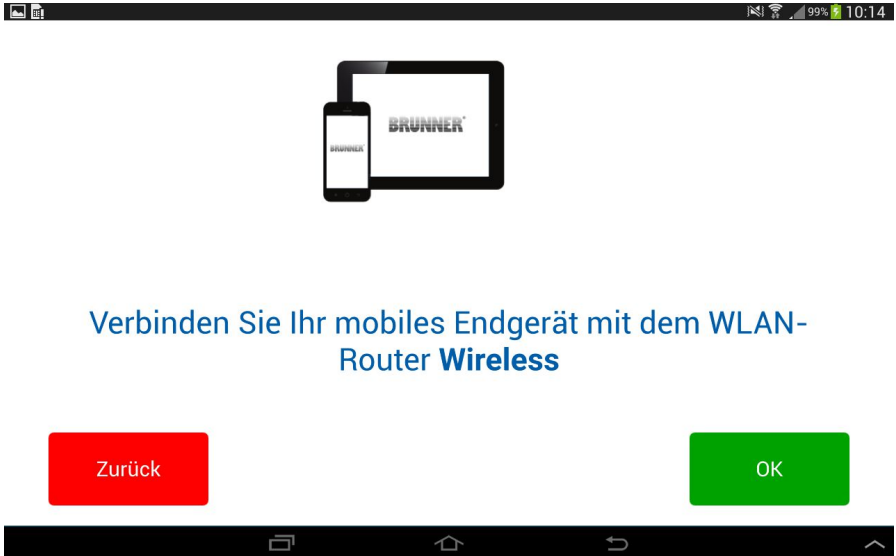 99% 10:14
BRUNNER
BRUNNER
Verbinden Sie Ihr mobiles Endgerät mit dem WLAN-
Router Wireless
Zurück
OK